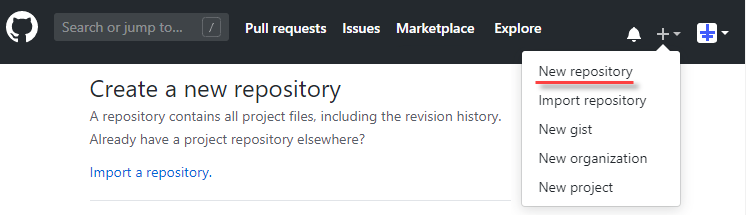 Search or jump to... /
Pull requests Issues Marketplace Explore
Create a new repository
A repository contains all project files, including the revision history.
Already have a project repository elsewhere?
Import a repository.
New repository
Import repository
New gist
New organization
New project